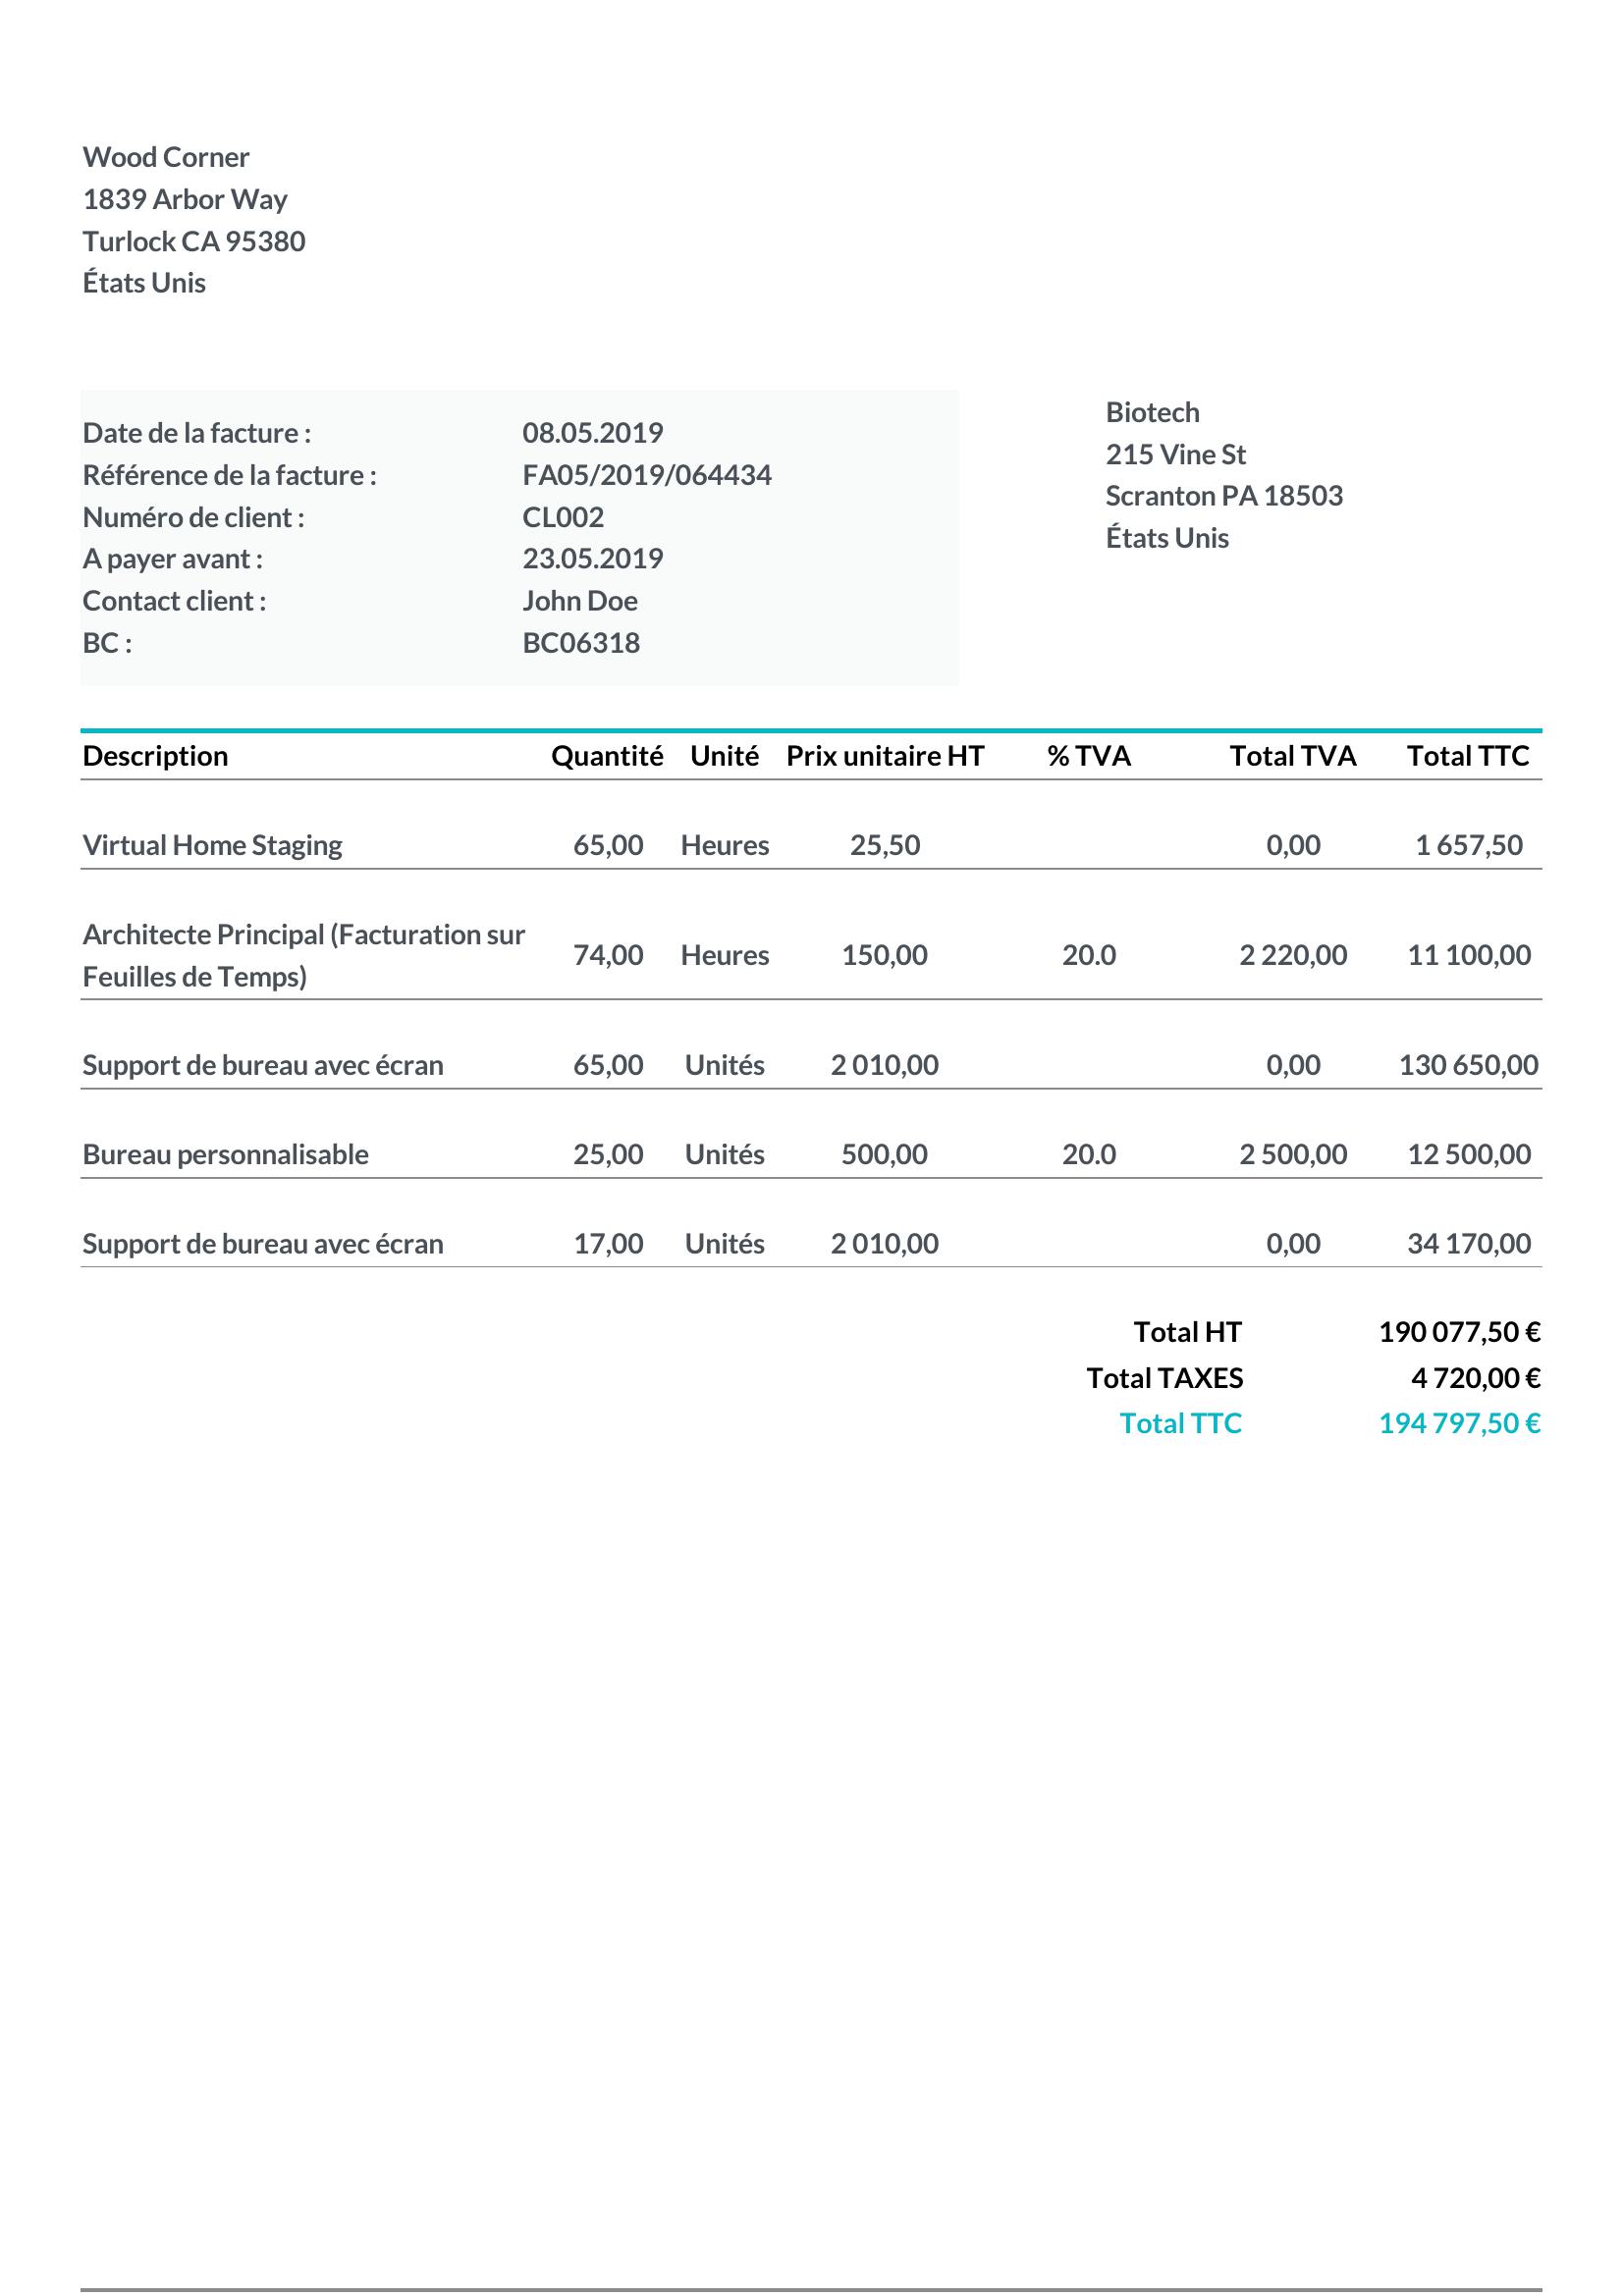 Wood Corner
1839 Arbor Way
Turlock CA 95380
États Unis
Date de la facture : 08.05.2019
Référence de la facture : FA05/2019/064434
Numéro de client : CL002
A payer avant : 23.05.2019
Contact client : John Doe
BC : BC06318
Biotech
215 Vine St
Scranton PA 18503
États Unis
Description Quantité Unité Prix unitaire HT % TVA Total TVA Total TTC
Virtual Home Staging 65,00 Heures 25,50 0,00 1 657,50
Architecte Principal (Facturation sur
Feuilles de Temps) 74,00 Heures 150,00 20.0 2 220,00 11 100,00
Support de bureau avec écran 65,00 Unités 2 010,00 0,00 130 650,00
Bureau personnalisable 25,00 Unités 500,00 20.0 2 500,00 12 500,00
Support de bureau avec écran 17,00 Unités 2 010,00 0,00 34 170,00
Total HT 190 077,50 €
Total TAXES 4 720,00 €
Total TTC 194 797,50 €